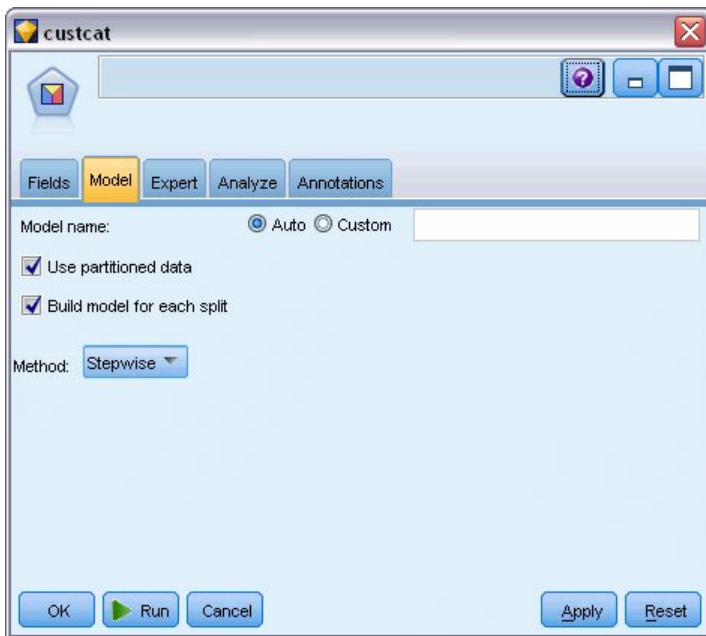 custcat
?
Fields Model Expert Analyze Annotations
Model name: Auto Custom
Use partitioned data
Build model for each split
Method: Stepwise
OK Run Cancel Apply Reset